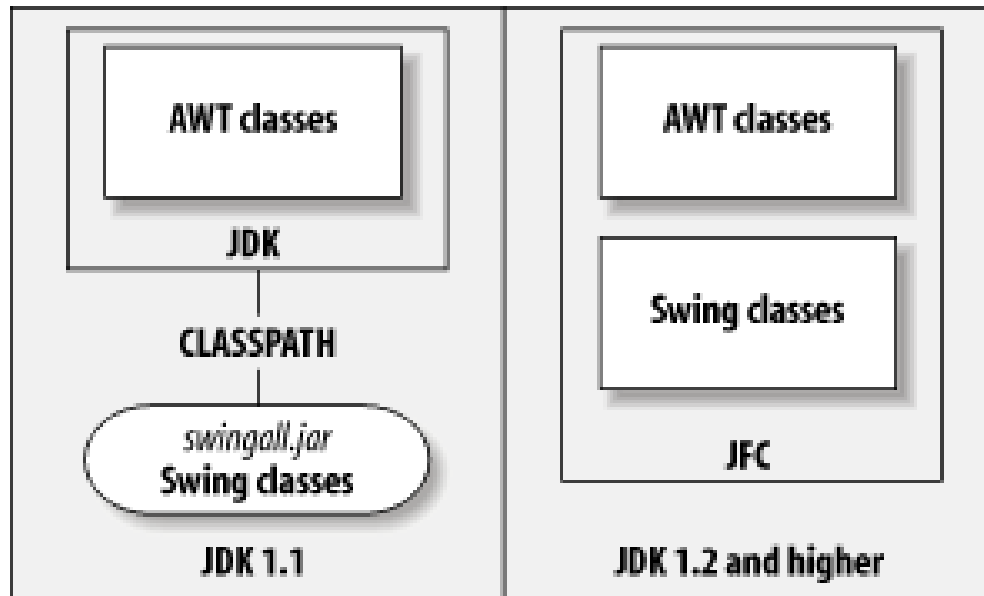 AWT classes
JDK
CLASSPATH
swingall.jar
Swing classes
JDK 1.1
AWT classes
Swing classes
JFC
JDK 1.2 and higher